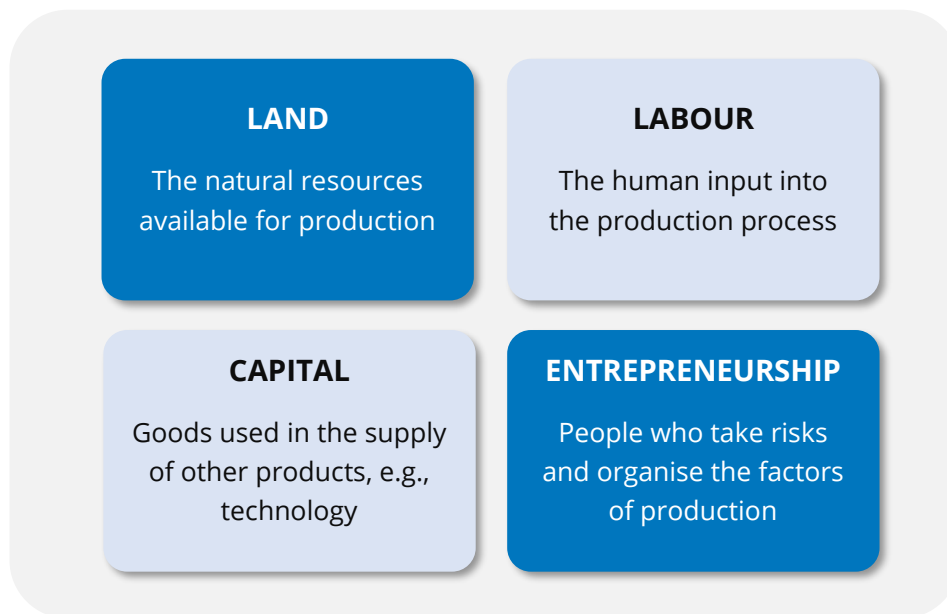 LAND
The natural resources
available for production
LABOUR
The human input into
the production process
CAPITAL
Goods used in the supply
of other products, e.g.,
technology
ENTREPRENEURSHIP
People who take risks
and organise the factors
of production